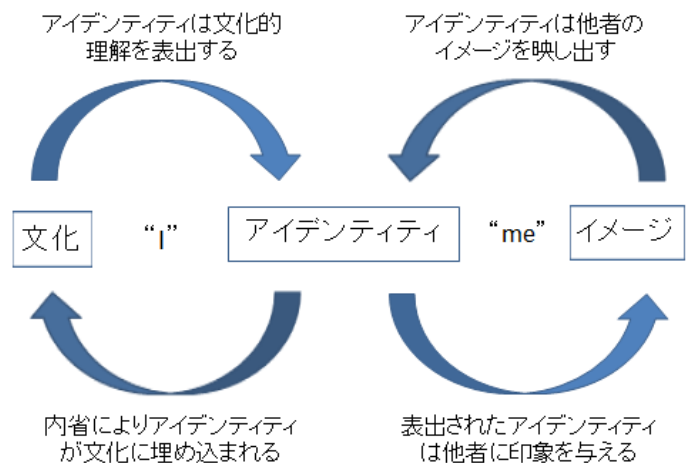 アイデンティティは文化的
理解を表出する
アイデンティティは他者の
イメージを映し出す
文化
“I”
アイデンティティ
“me”
イメージ
内省によりアイデンティティ
が文化に埋め込まれる
表出されたアイデンティティ
は他者に印象を与える